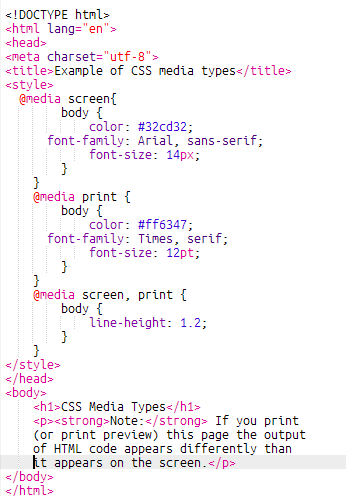 <!DOCTYPE html>
<html lang="en">
<head>
<meta charset="utf-8">
<title>Example of CSS media types</title>
<style>
  @media screen{
        body {
            color: #32cd32;
      font-family: Arial, sans-serif;
            font-size: 14px;
        }
    }
    @media print {
        body {
            color: #ff6347;
      font-family: Times, serif;
            font-size: 12pt;
        }
    }
    @media screen, print {
        body {
            line-height: 1.2;
        }
    }
</style>
</head>
<body>
    <h1>CSS Media Types</h1>
    <p><strong>Note:</strong> If you print
    (or print preview) this page the output
    of HTML code appears differently than
    it appears on the screen.</p>
</body>
</html>